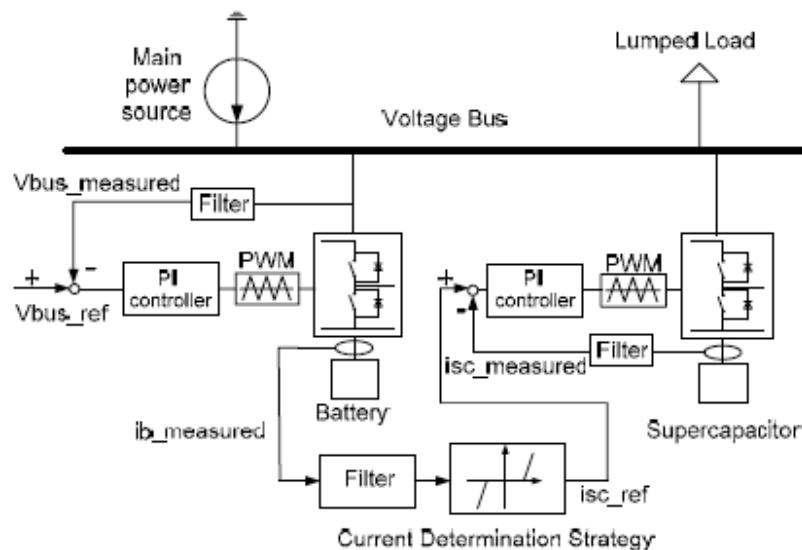 Main
power
source
Lumped Load
Voltage Bus
Vbus_measured
Filter
+
-
Vbus_ref
PI
controller
PWM
+
-
PI
controller
PWM
isc_measured
Filter
Battery
Supercapacitor
ib_measured
Filter
isc_ref
Current Determination Strategy